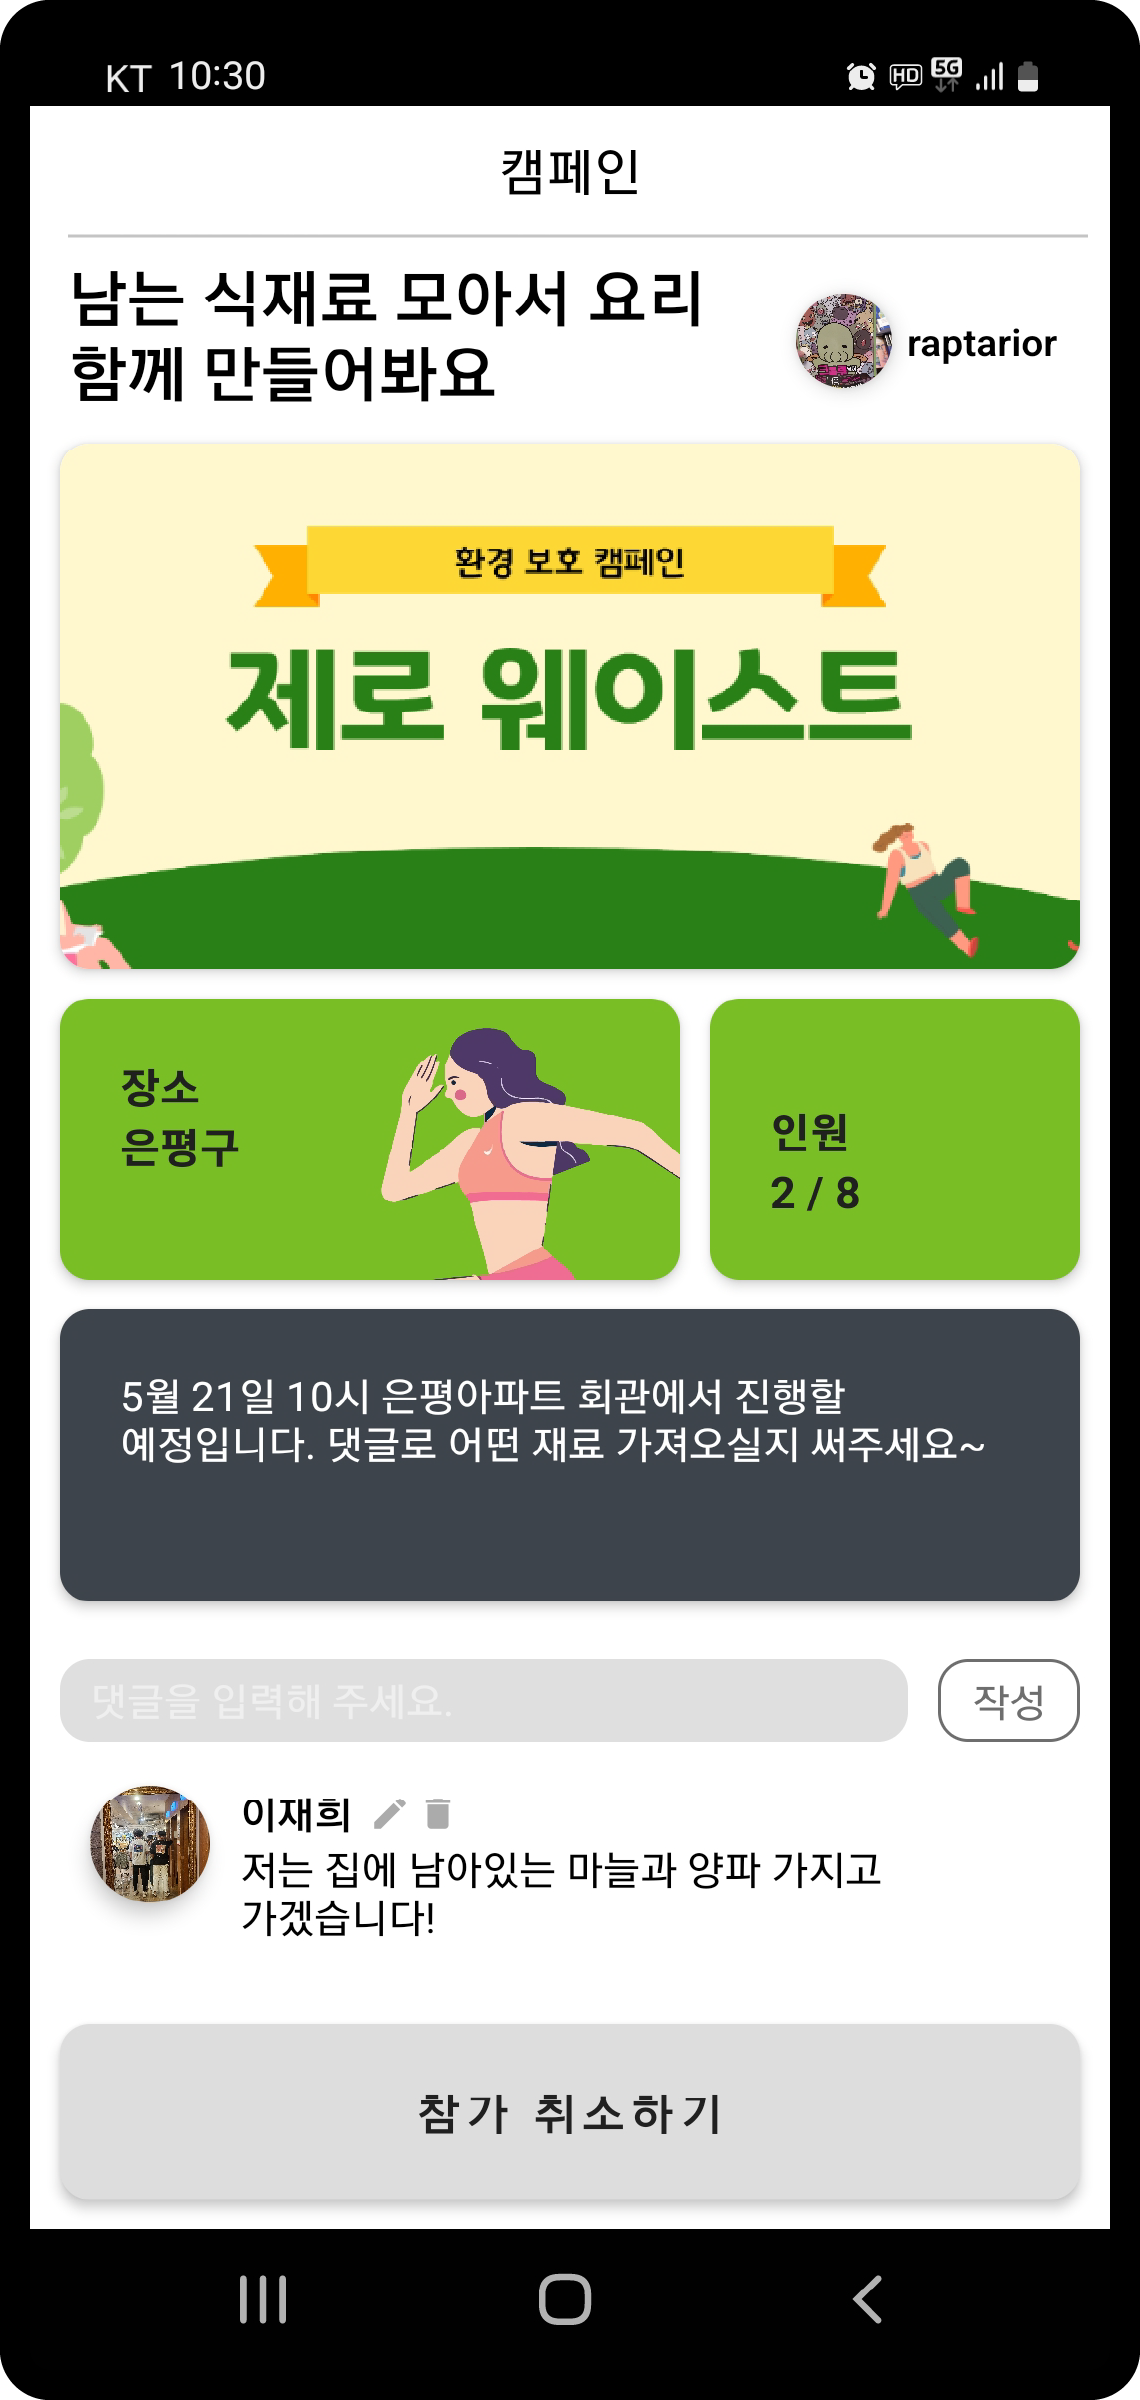 KT 10:30
HD 5G
캠페인
남는 식재료 모아서 요리
함께 만들어봐요
raptarior
환경 보호 캠페인
제로 웨이스트
장소
은평구
인원
2 / 8
5월 21일 10시 은평아파트 회관에서 진행할
예정입니다. 댓글로 어떤 재료 가져오실지 써주세요~
댓글을 입력해 주세요.
작성
이재희
저는 집에 남아있는 마늘과 양파 가지고
가겠습니다!
참가 취소하기